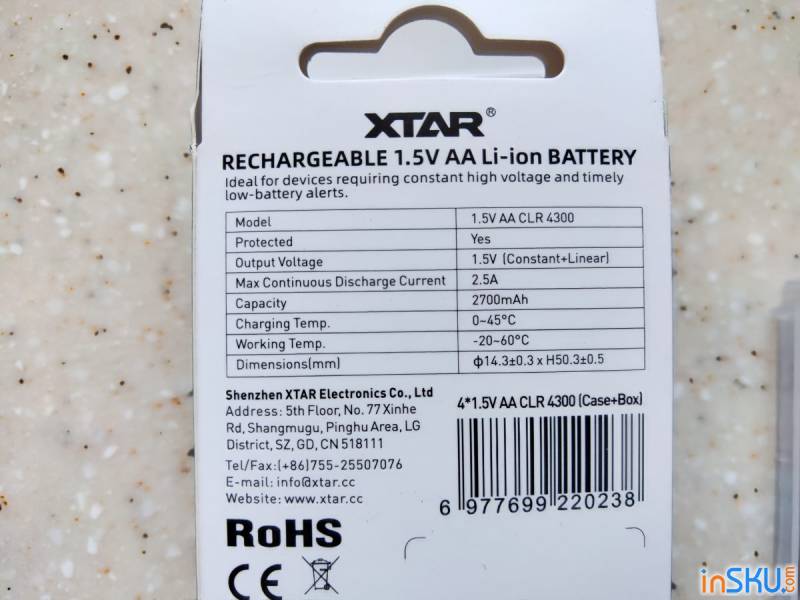 XTAR®
RECHARGEABLE 1.5V AA Li-ion BATTERY
Ideal for devices requiring constant high voltage and timely
low-battery alerts.
Model 1.5V AA CLR 4300
Protected Yes
Output Voltage 1.5V (Constant+Linear)
Max Continuous Discharge Current 2.5A
Capacity 2700mAh
Charging Temp. 0~45°C
Working Temp. -20~60°C
Dimensions(mm) ϕ14.3±0.3 x H50.3±0.5
Shenzhen XTAR Electronics Co., Ltd
Address: 5th Floor, No. 77 Xinhe
Rd, Shangmugu, Pinghu Area, LG
District, SZ, GD, CN 518111
Tel/Fax:(+86)755-25507076
E-mail: info@xtar.cc
Website: www.xtar.cc
4*1.5V AA CLR 4300 (Case+Box)
6 977699 220238
RoHS
CE
inSKU.com